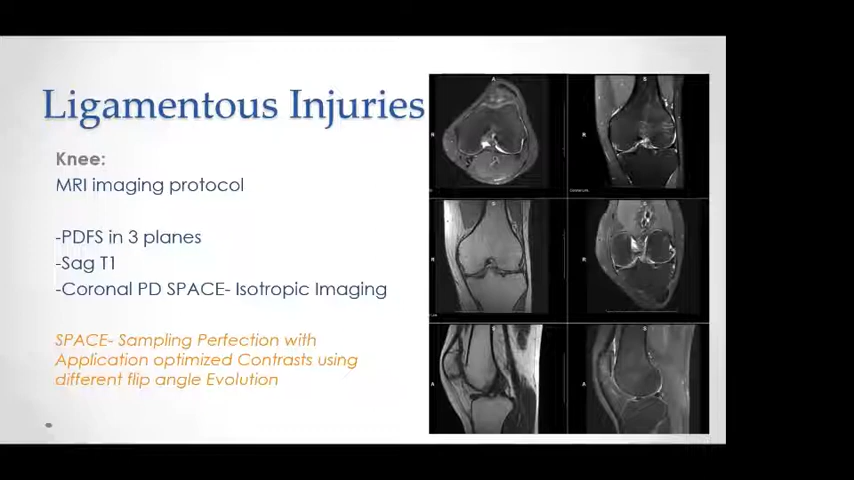 Ligamentous Injuries
Knee:
MRI imaging protocol
-PDFS in 3 planes
-Sag T1
-Coronal PD SPACE- Isotropic Imaging
SPACE- Sampling Perfection with
Application optimized Contrasts using
different flip angle Evolution
A
R
S
R
S
R
R
S
A
S
A